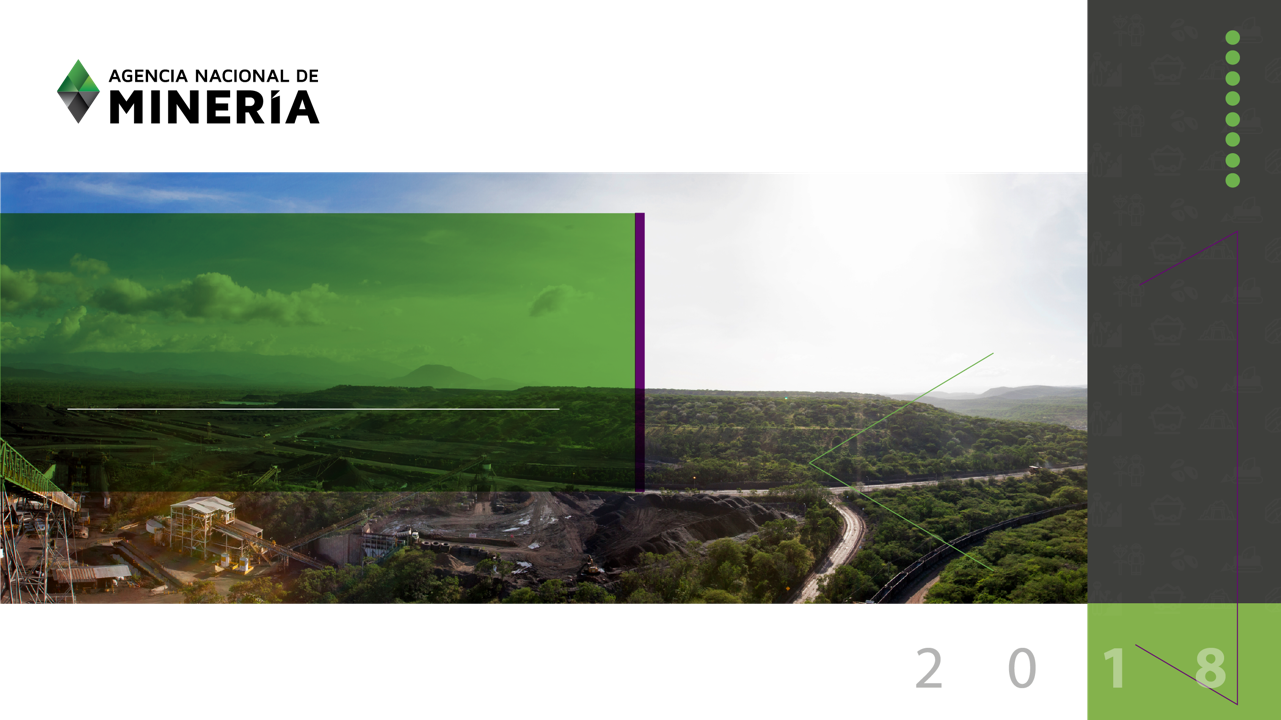 AGENCIA NACIONAL DE
MINERÍA
2 0 1 8